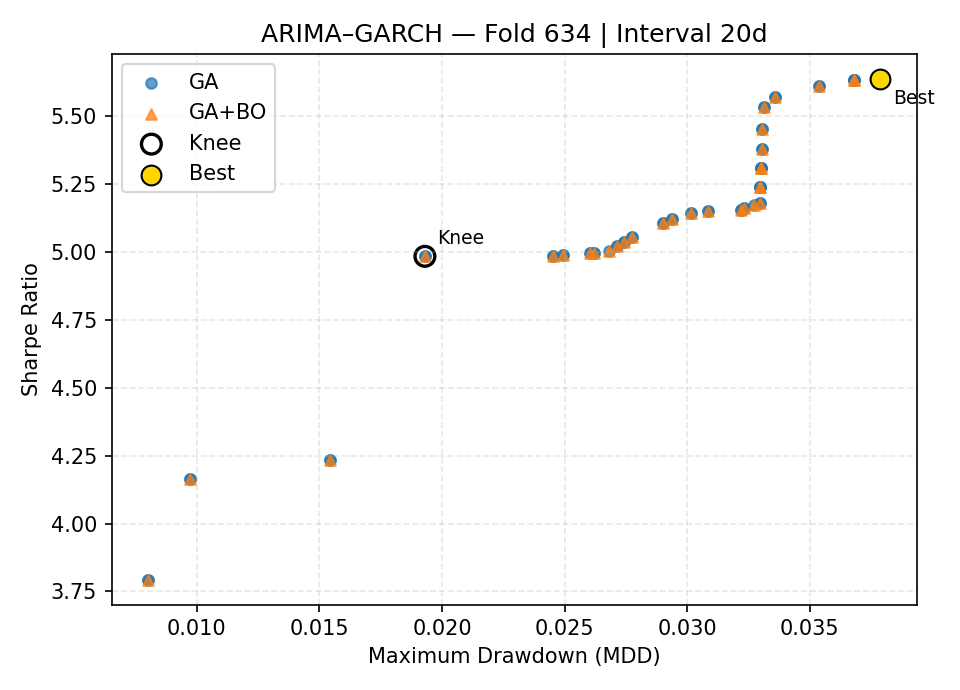 ARIMA–GARCH — Fold 634 | Interval 20d
GA
GA+BO
Knee
Best
Best
Knee
5.50
5.25
5.00
4.75
4.50
4.25
4.00
3.75
Sharpe Ratio
0.010 0.015 0.020 0.025 0.030 0.035
Maximum Drawdown (MDD)